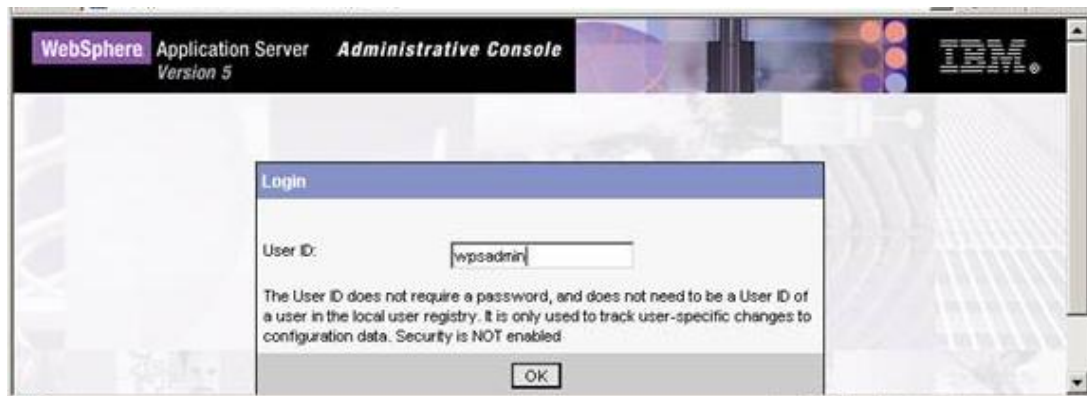 WebSphere Application Server Administrative Console
Version 5
IBM®
Login
User ID: wpsadmin
The User ID does not require a password, and does not need to be a User ID of
a user in the local user registry. It is only used to track user-specific changes to
configuration data. Security is NOT enabled
OK